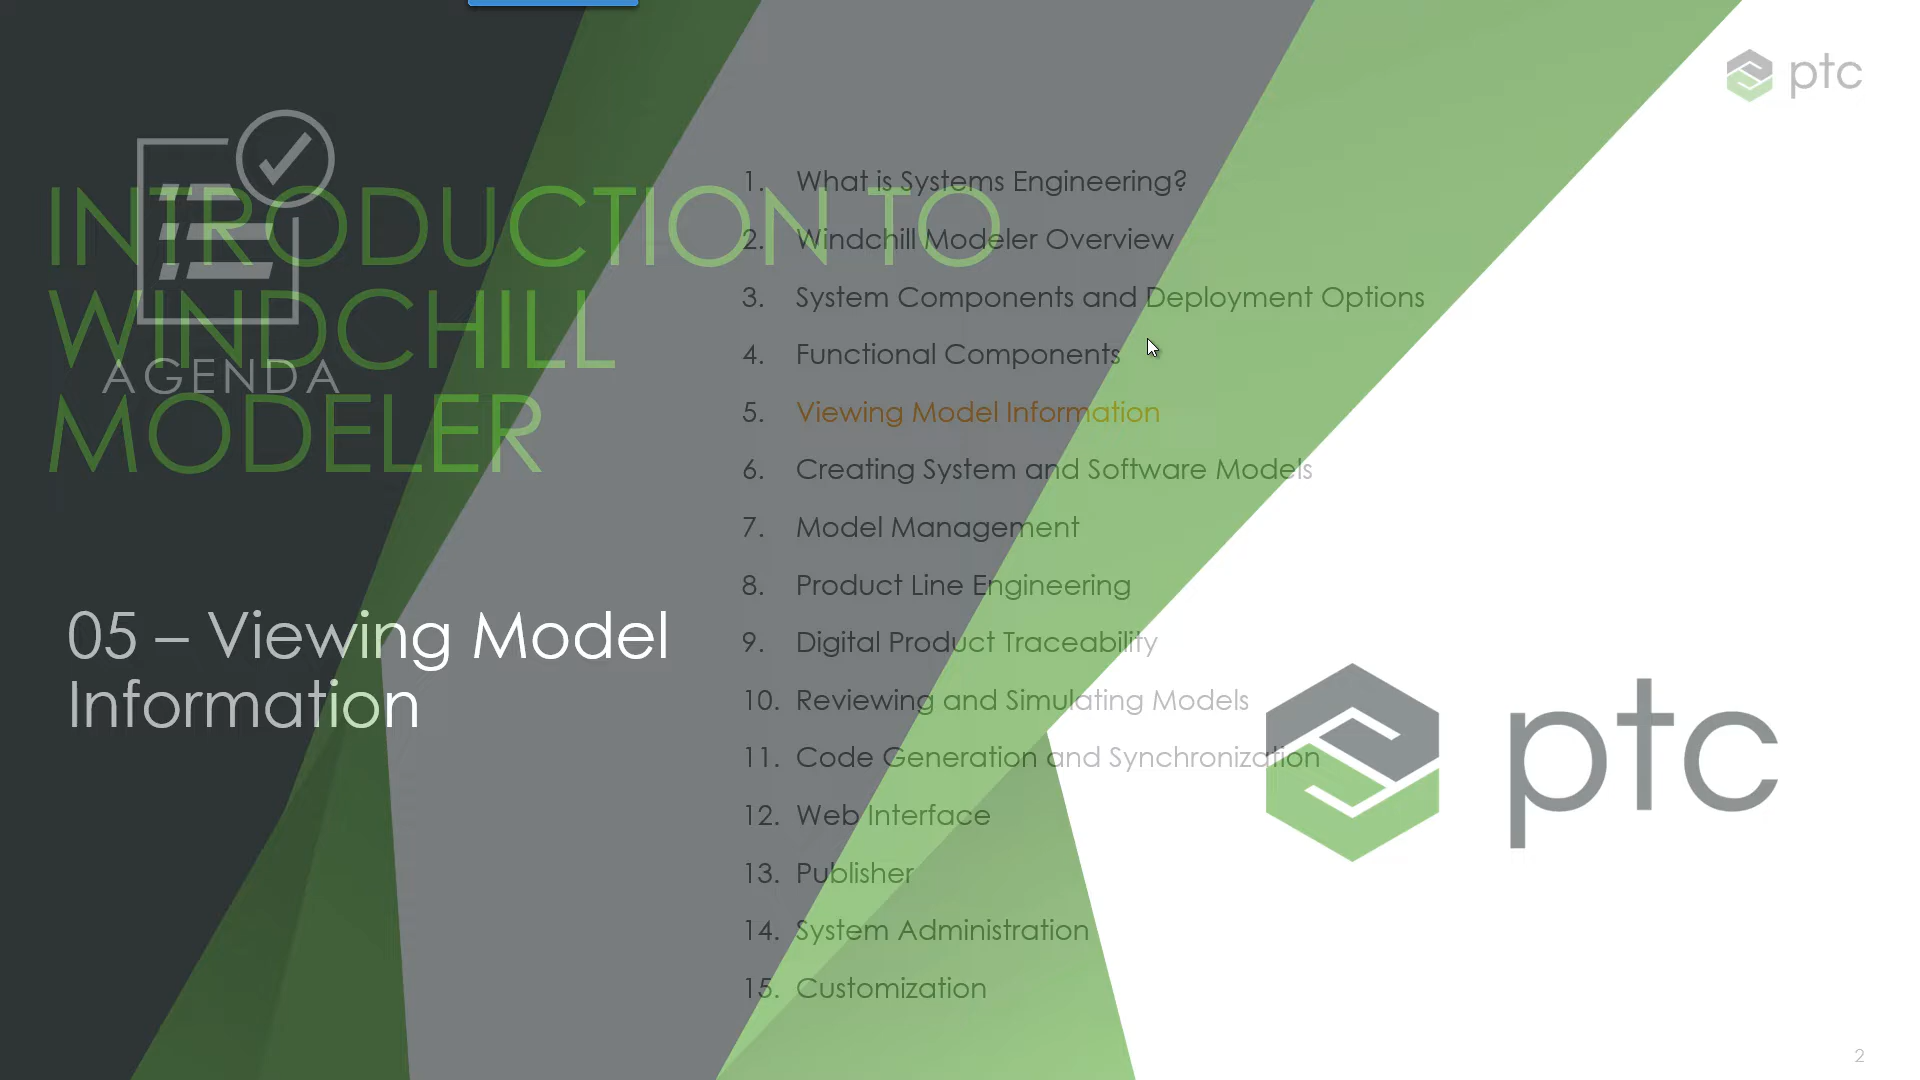 ptc
INTRODUCTION TO
WINDCHILL
MODELER
AGENDA
05 – Viewing Model
Information
1. What is Systems Engineering?
2. Windchill Modeler Overview
3. System Components and Deployment Options
4. Functional Components
5. Viewing Model Information
6. Creating System and Software Models
7. Model Management
8. Product Line Engineering
9. Digital Product Traceability
10. Reviewing and Simulating Models
11. Code Generation and Synchronization
12. Web Interface
13. Publisher
14. System Administration
15. Customization
ptc
2